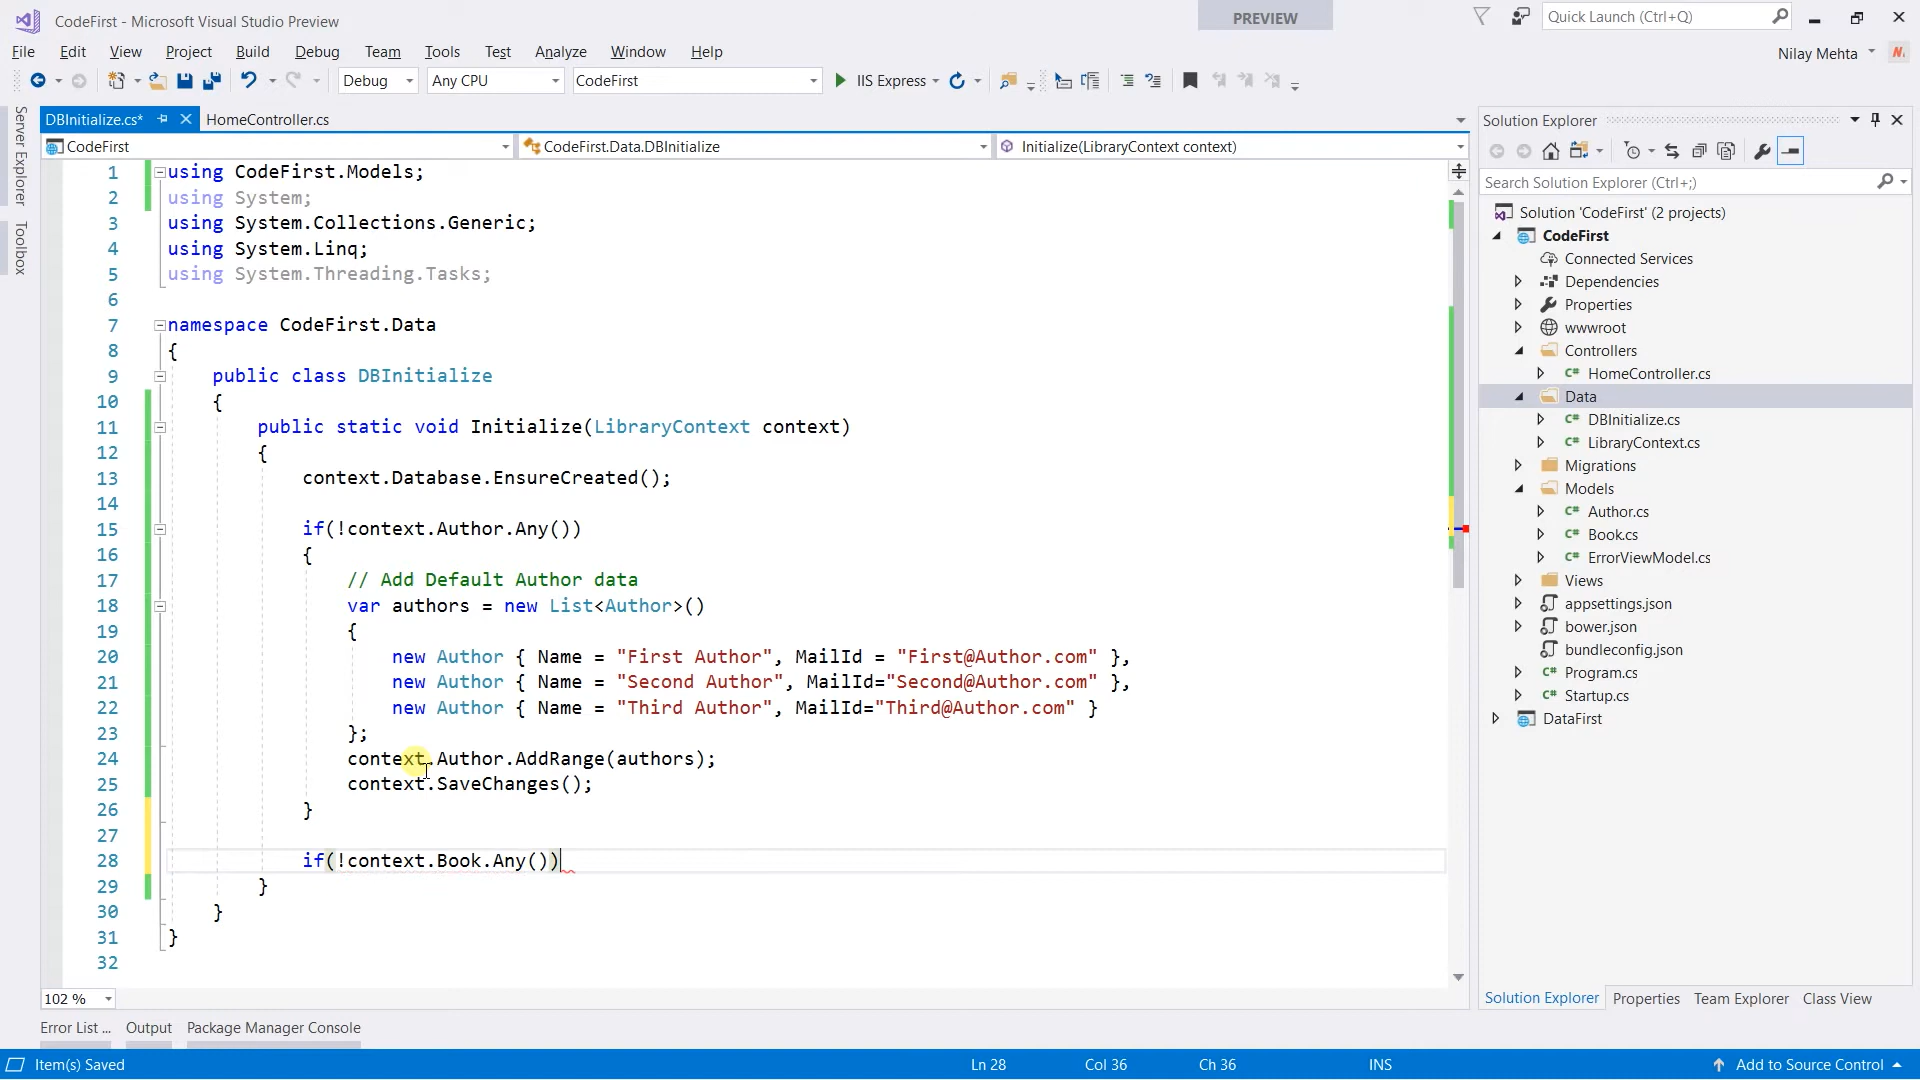 CodeFirst - Microsoft Visual Studio Preview
PREVIEW
Quick Launch (Ctrl+Q)
File Edit View Project Build Debug Team Tools Test Analyze Window Help
Nilay Mehta
N.
Debug
Any CPU
CodeFirst
IIS Express
Server Explorer
Toolbox
DBInitialize.cs*
HomeController.cs
CodeFirst
CodeFirst.Data.DBInitialize
Initialize(LibraryContext context)
1 using CodeFirst.Models;
2 using System;
3 using System.Collections.Generic;
4 using System.Linq;
5 using System.Threading.Tasks;
6
7 namespace CodeFirst.Data
8 {
9 public class DBInitialize
10 {
11 public static void Initialize(LibraryContext context)
12 {
13 context.Database.EnsureCreated();
14
15 if(!context.Author.Any())
16 {
17 // Add Default Author data
18 var authors = new List<Author>()
19 {
20 new Author { Name = "First Author", MailId = "First@Author.com" },
21 new Author { Name = "Second Author", MailId="Second@Author.com" },
22 new Author { Name = "Third Author", MailId="Third@Author.com" }
23 };
24 context.Author.AddRange(authors);
25 context.SaveChanges();
26 }
27
28 if(!context.Book.Any())
29 }
30 }
31 }
32
102 %
Error List ... Output Package Manager Console
Solution Explorer
Search Solution Explorer (Ctrl+;)
Solution 'CodeFirst' (2 projects)
CodeFirst
Connected Services
Dependencies
Properties
wwwroot
Controllers
C# HomeController.cs
Data
C# DBInitialize.cs
C# LibraryContext.cs
Migrations
Models
C# Author.cs
C# Book.cs
C# ErrorViewModel.cs
Views
appsettings.json
bower.json
bundleconfig.json
C# Program.cs
C# Startup.cs
DataFirst
Solution Explorer Properties Team Explorer Class View
Item(s) Saved
Ln 28
Col 36
Ch 36
INS
Add to Source Control